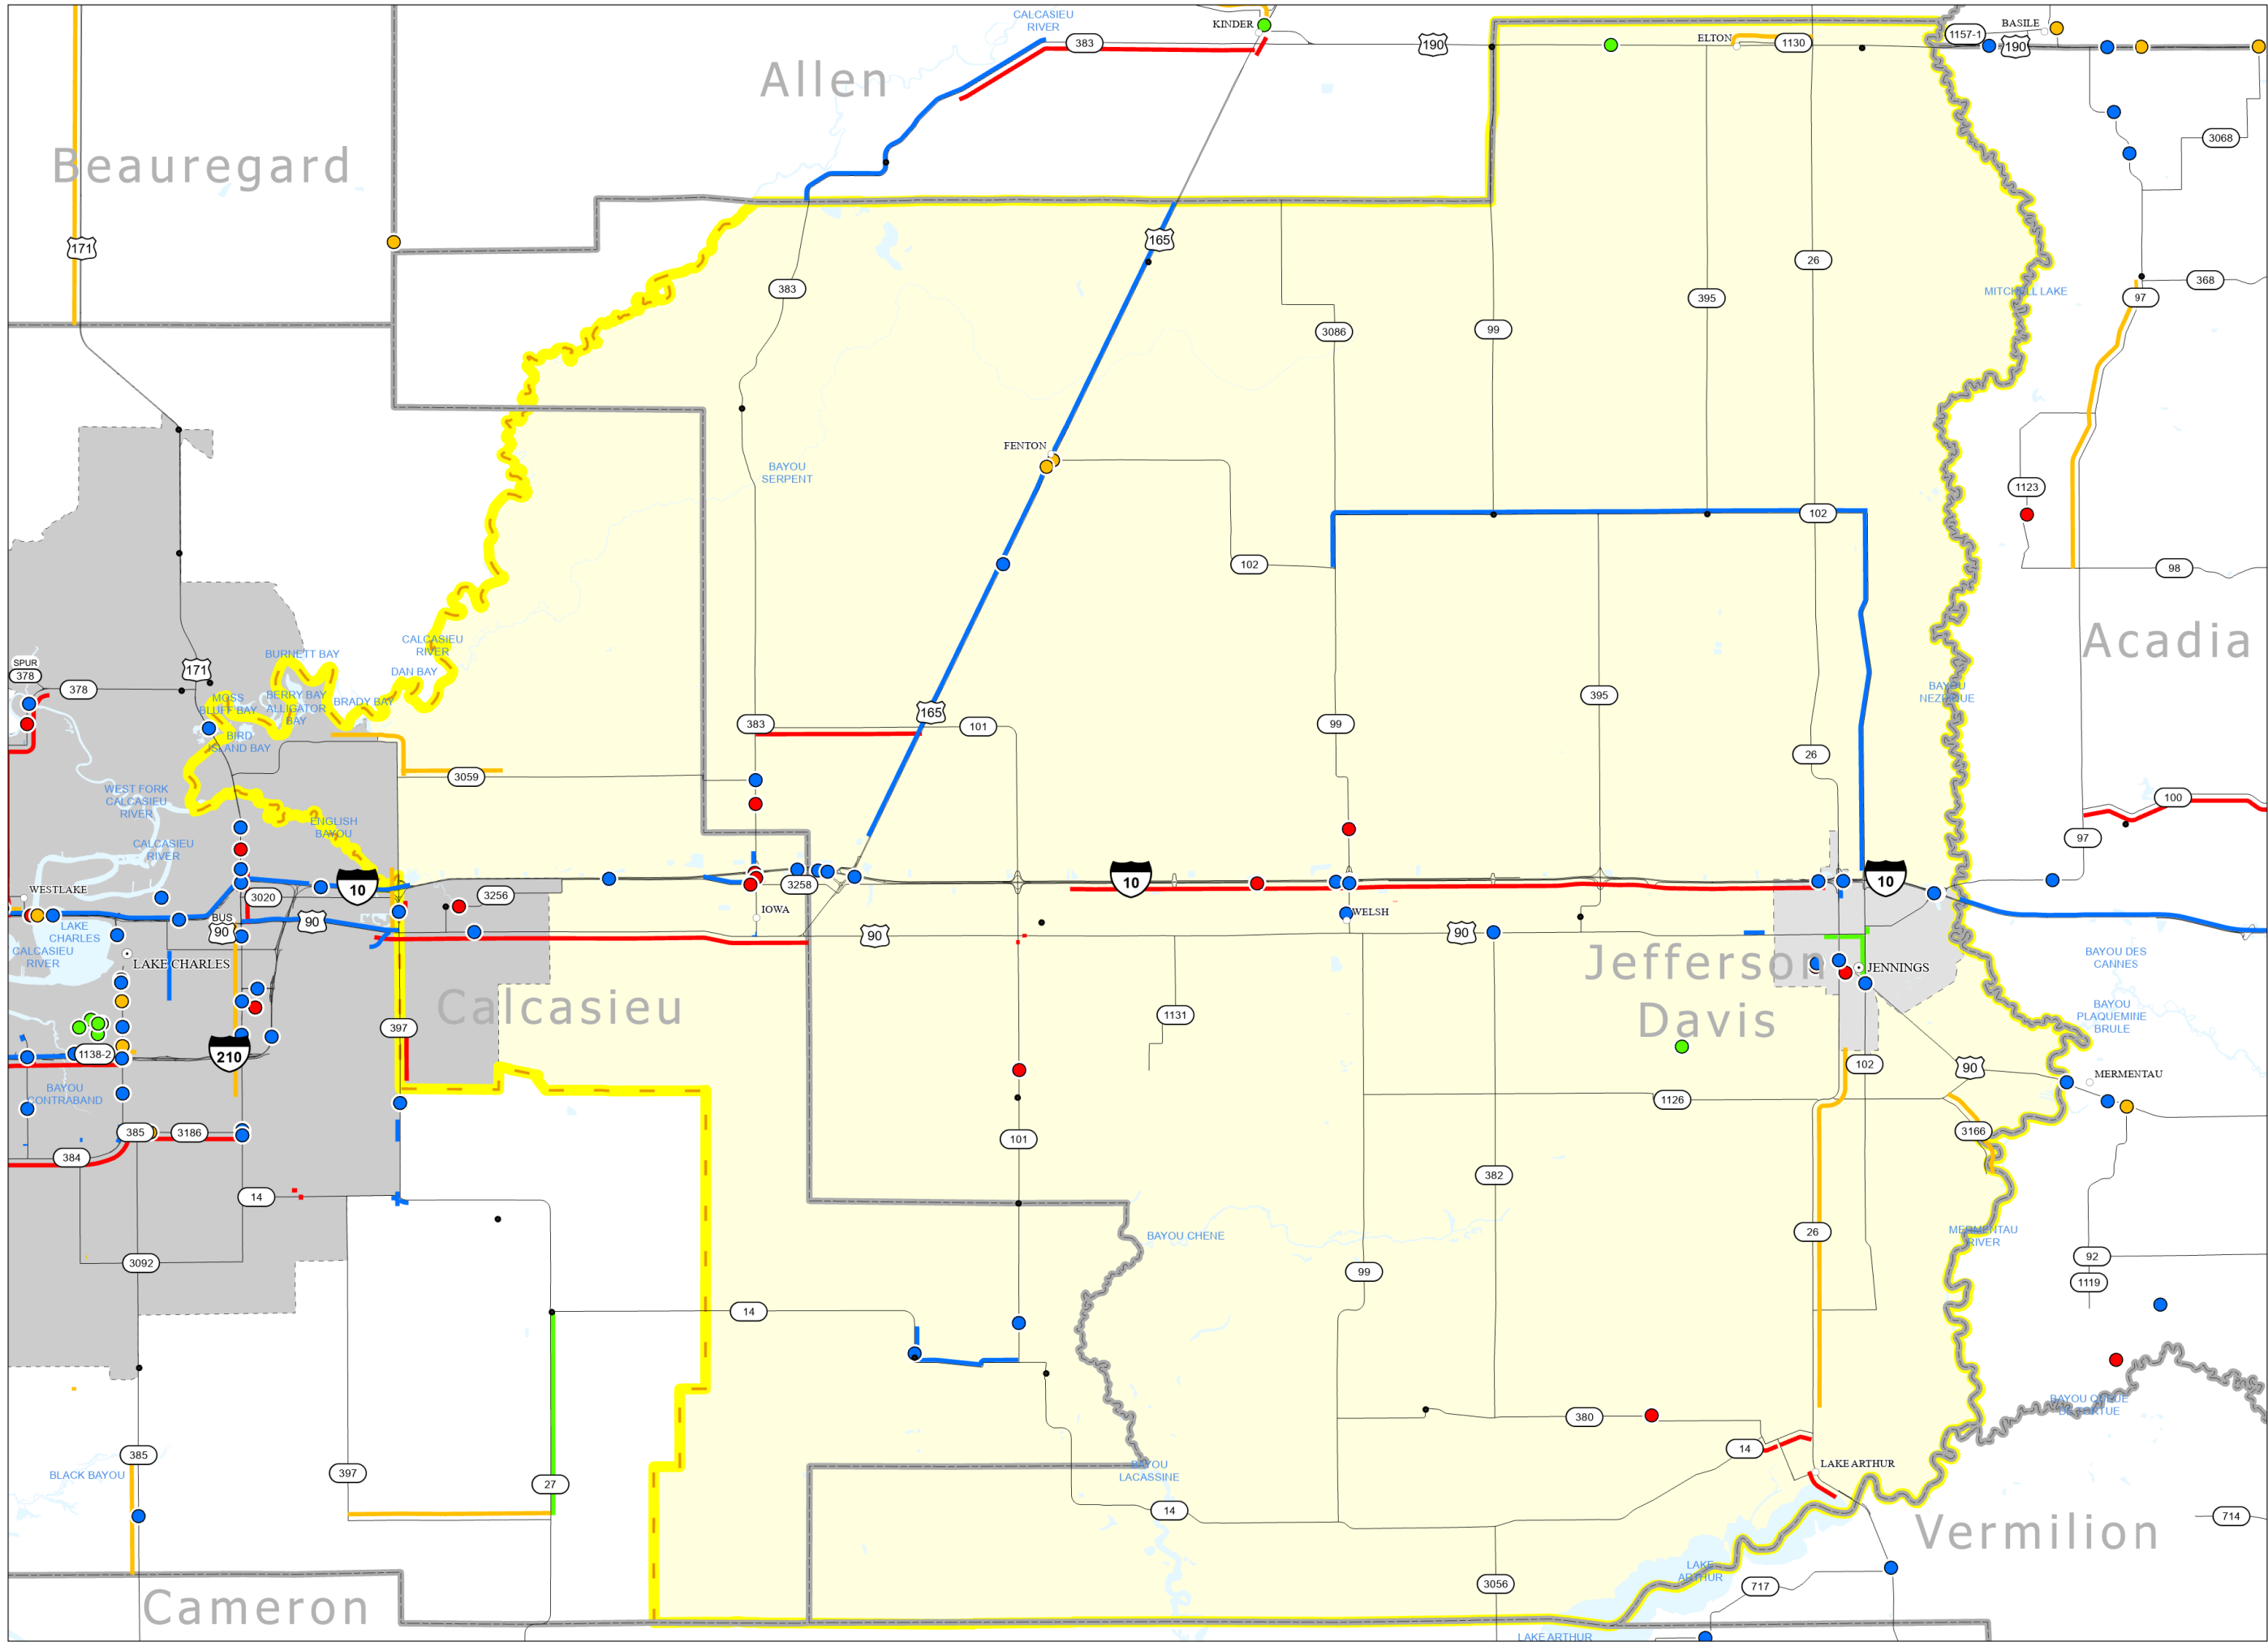 CALCASIEU
RIVER
KINDER
383
190
ELTON
1130
1157-1
190
BASILE
Allen
Beauregard
3068
171
165
383
26
395
3086
99
MITCHILL LAKE
368
97
FENTON
BAYOU
SERPENT
1123
102
102
98
CALCASIEU
RIVER
BURNETT BAY
DAN BAY
SPUR
378
378
171
MOSS
BLUFF BAY
BERRY BAY
ALLIGATOR
BAY
BRADY BAY
BIRD
ISLAND BAY
Acadia
BAYOU
NEZPIQUE
395
165
383
101
99
26
3059
WEST FORK
CALCASIEU
RIVER
ENGLISH
BAYOU
CALCASIEU
RIVER
100
97
WESTLAKE
10
3020
3256
3258
10
10
IOWA
WELSH
BUS
90
90
90
90
LAKE
CHARLES
CALCASIEU
RIVER
LAKE CHARLES
Jefferson
Davis
JENNINGS
BAYOU DES
CANNES
Calcasieu
BAYOU
PLAQUEMINE
BRULE
397
1131
1138-2
210
102
90
MERMENTAU
BAYOU
CONTRABAND
1126
385
3186
384
101
3166
382
14
BAYOU CHENE
26
MERMENTAU
RIVER
92
3092
99
1119
14
BAYOU QUEUE
DE TORTUE
380
385
BLACK BAYOU
397
27
BAYOU
LACASSINE
14
LAKE ARTHUR
14
714
Vermilion
LAKE
ARTHUR
3056
717
Cameron
LAKE ARTHUR